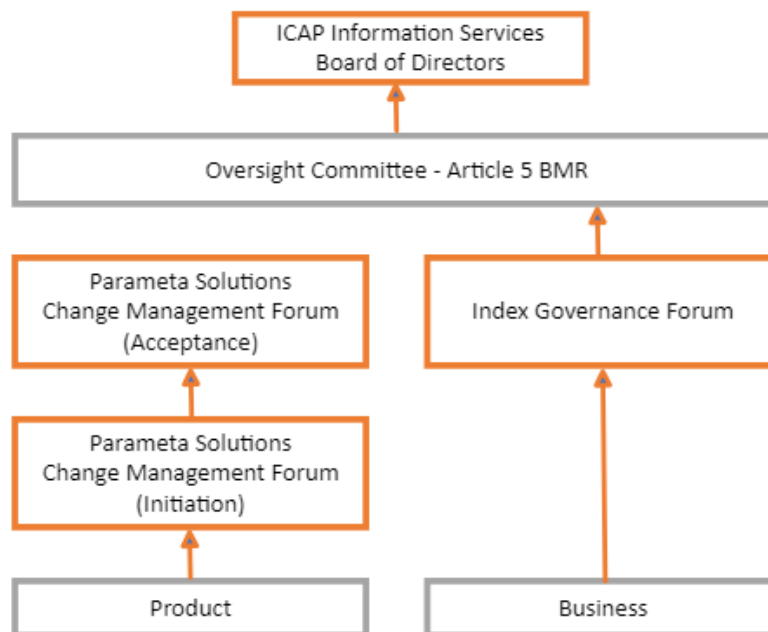 ICAP Information Services
Board of Directors
Oversight Committee - Article 5 BMR
Parameta Solutions
Change Management Forum
(Acceptance)
Index Governance Forum
Parameta Solutions
Change Management Forum
(Initiation)
Product
Business